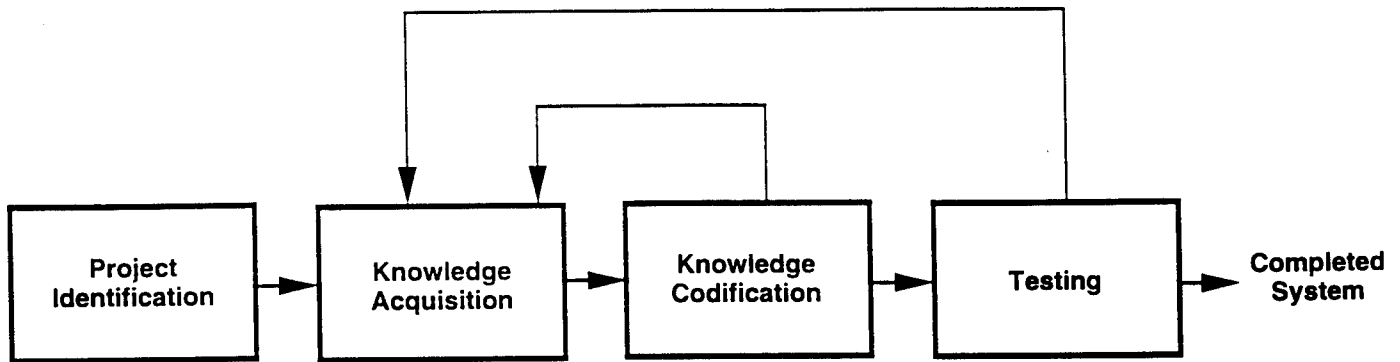 Project
Identification
Knowledge
Acquisition
Knowledge
Codification
Testing
Completed
System